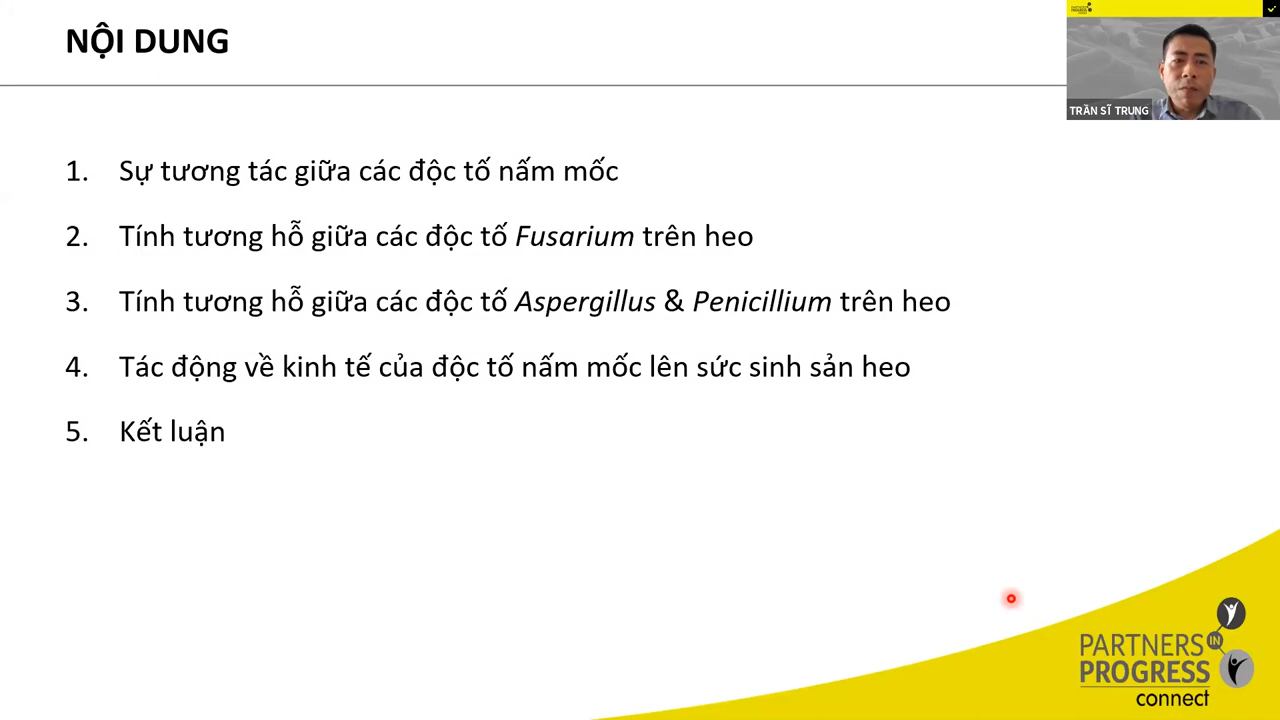 NỘI DUNG
TRẦN SĨ TRUNG
1. Sự tương tác giữa các độc tố nấm mốc
2. Tính tương hỗ giữa các độc tố Fusarium trên heo
3. Tính tương hỗ giữa các độc tố Aspergillus & Penicillium trên heo
4. Tác động về kinh tế của độc tố nấm mốc lên sức sinh sản heo
5. Kết luận
PARTNERS IN
PROGRESS
connect